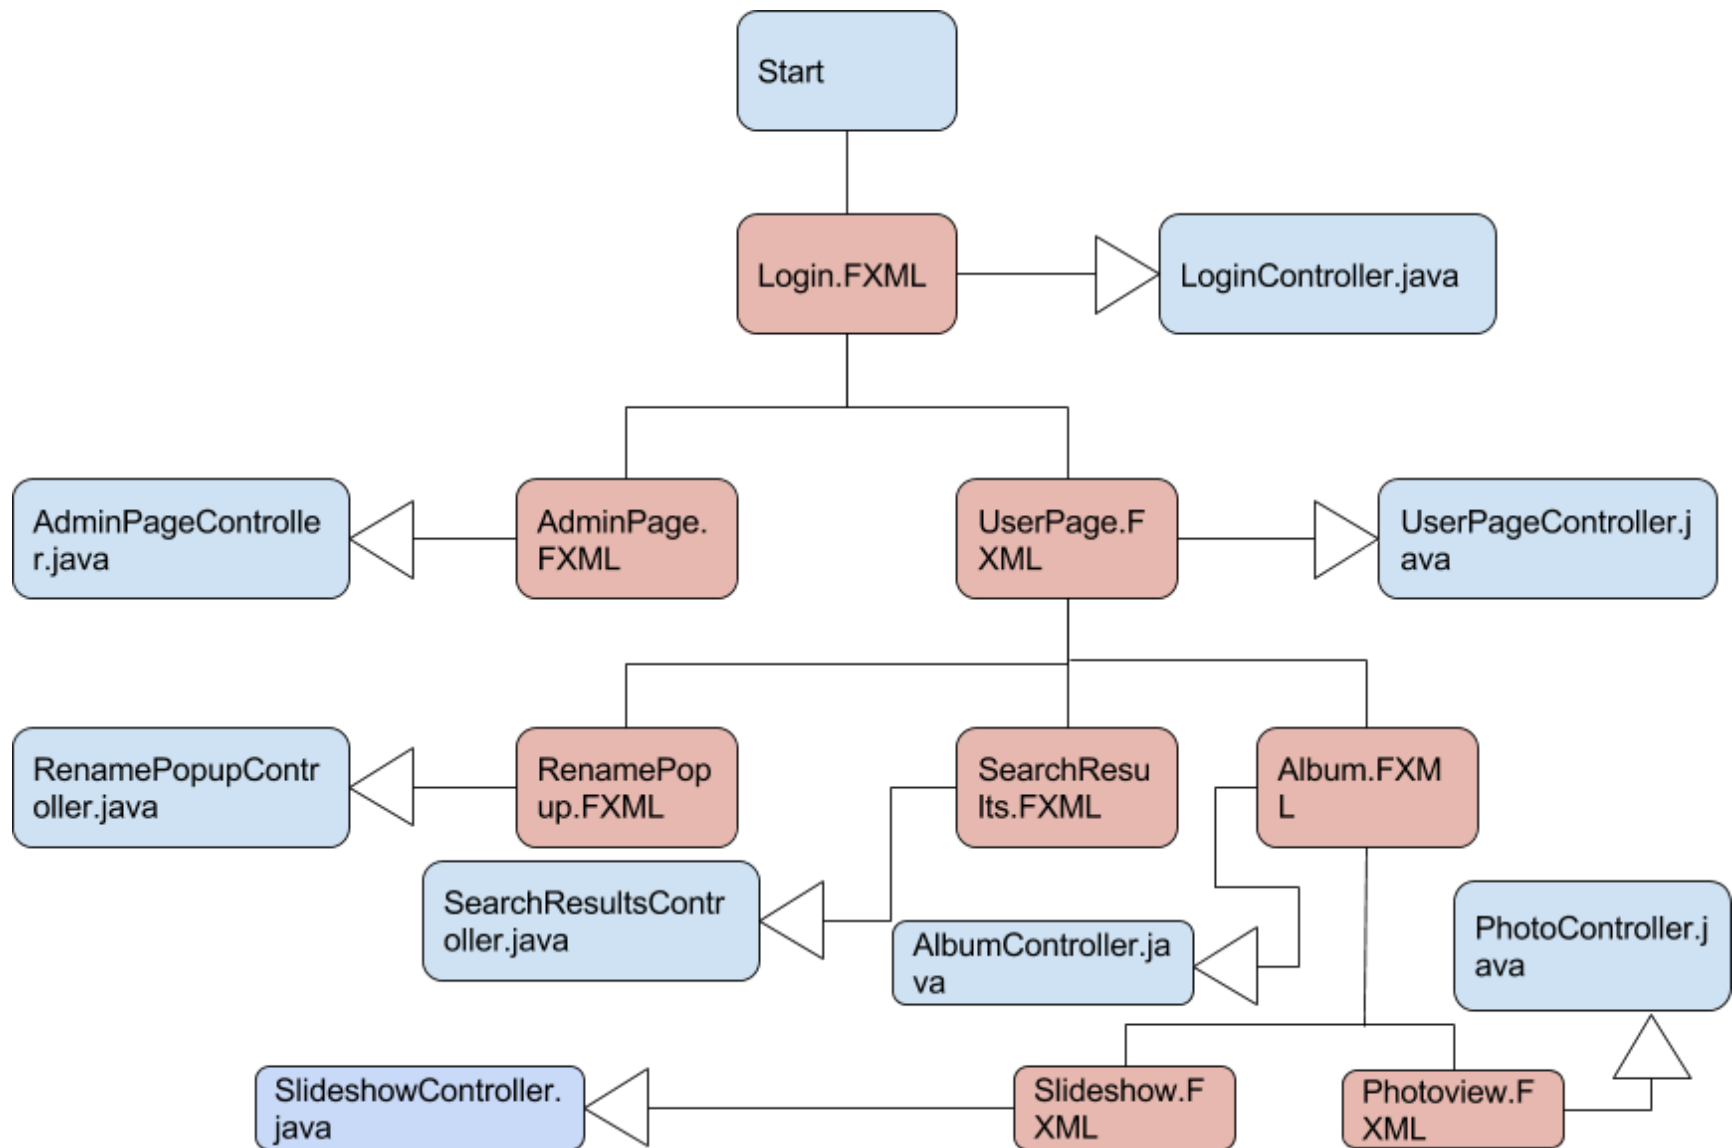 Start
Login.FXML
LoginController.java
AdminPageControlle
r.java
AdminPage.
FXML
UserPage.F
XML
UserPageController.j
ava
RenamePopupContr
oller.java
RenamePop
up.FXML
SearchResu
lts.FXML
Album.FXM
L
SearchResultsContr
oller.java
AlbumController.ja
va
PhotoController.j
ava
SlideshowController.
java
Slideshow.F
XML
Photoview.F
XML